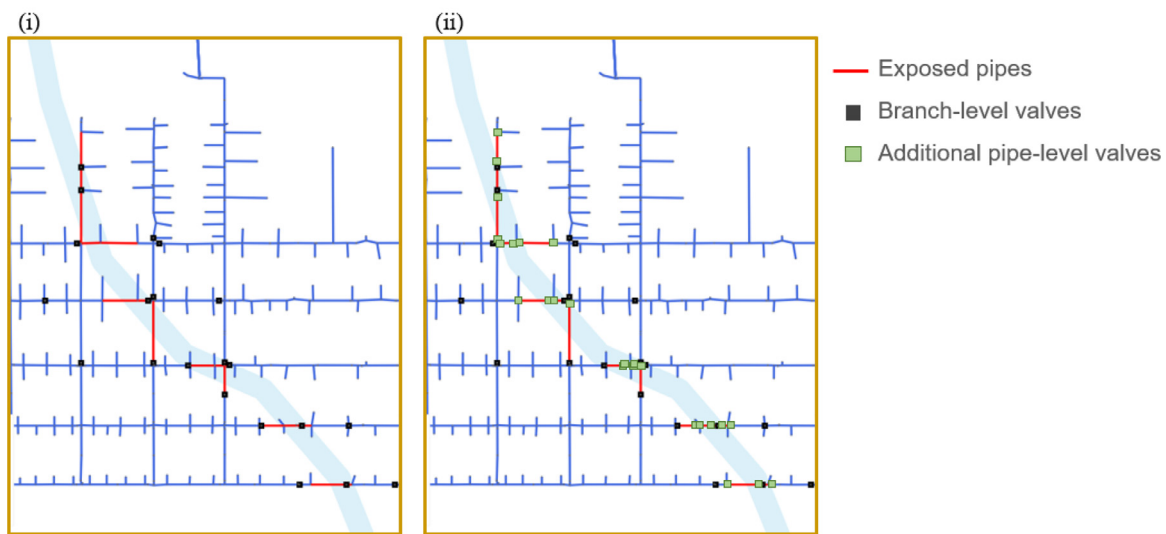 (i)
(ii)
Exposed pipes
Branch-level valves
Additional pipe-level valves